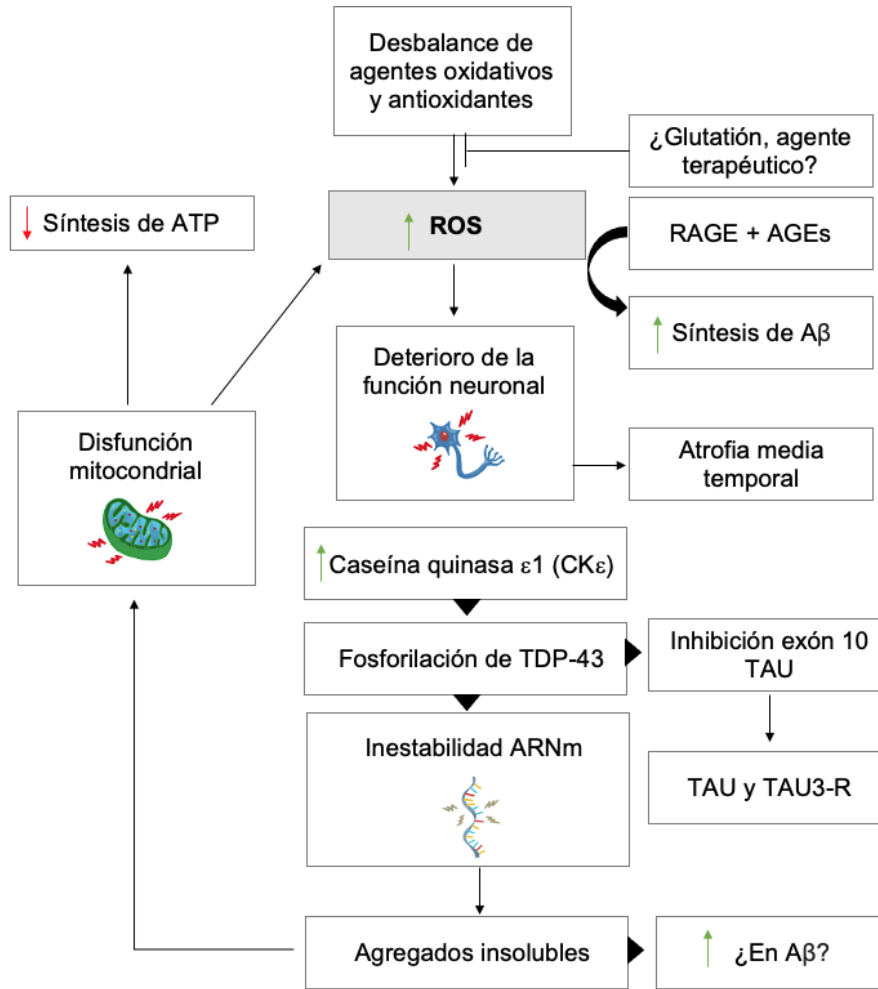 Desbalance de
agentes oxidativos
y antioxidantes
¿Glutatión, agente
terapéutico?
Síntesis de ATP
ROS
RAGE + AGEs
Síntesis de Aβ
Deterioro de la
función neuronal
Disfunción
mitocondrial
Atrofia media
temporal
Caseína quinasa ε1 (CKε)
Fosforilación de TDP-43
Inhibición exón 10
TAU
Inestabilidad ARNm
TAU y TAU3-R
Agregados insolubles
¿En Aβ?